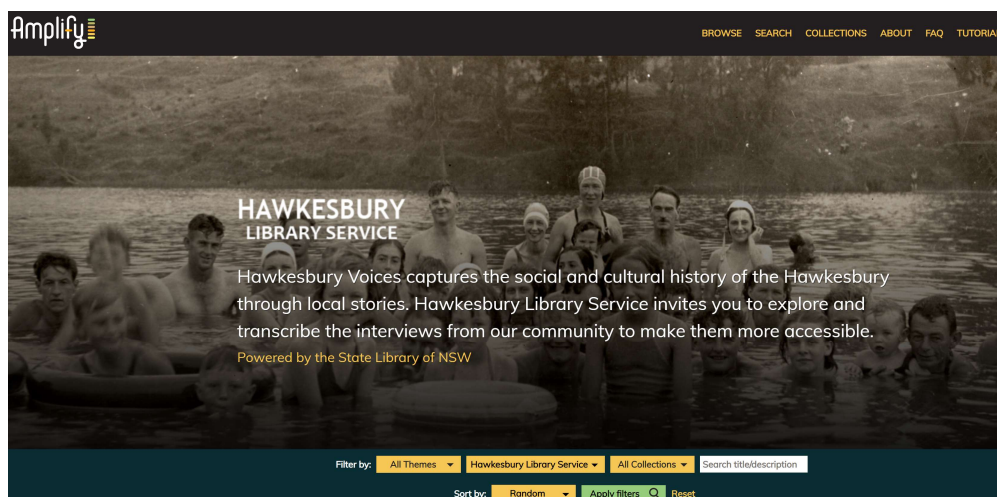 Amplify
BROWSE SEARCH COLLECTIONS ABOUT FAQ TUTORIAL
HAWKESBURY
LIBRARY SERVICE
Hawkesbury Voices captures the social and cultural history of the Hawkesbury
through local stories. Hawkesbury Library Service invites you to explore and
transcribe the interviews from our community to make them more accessible.
Powered by the State Library of NSW
Filter by: All Themes Hawkesbury Library Service All Collections Search title/description
Sort by: Random Apply filters Reset